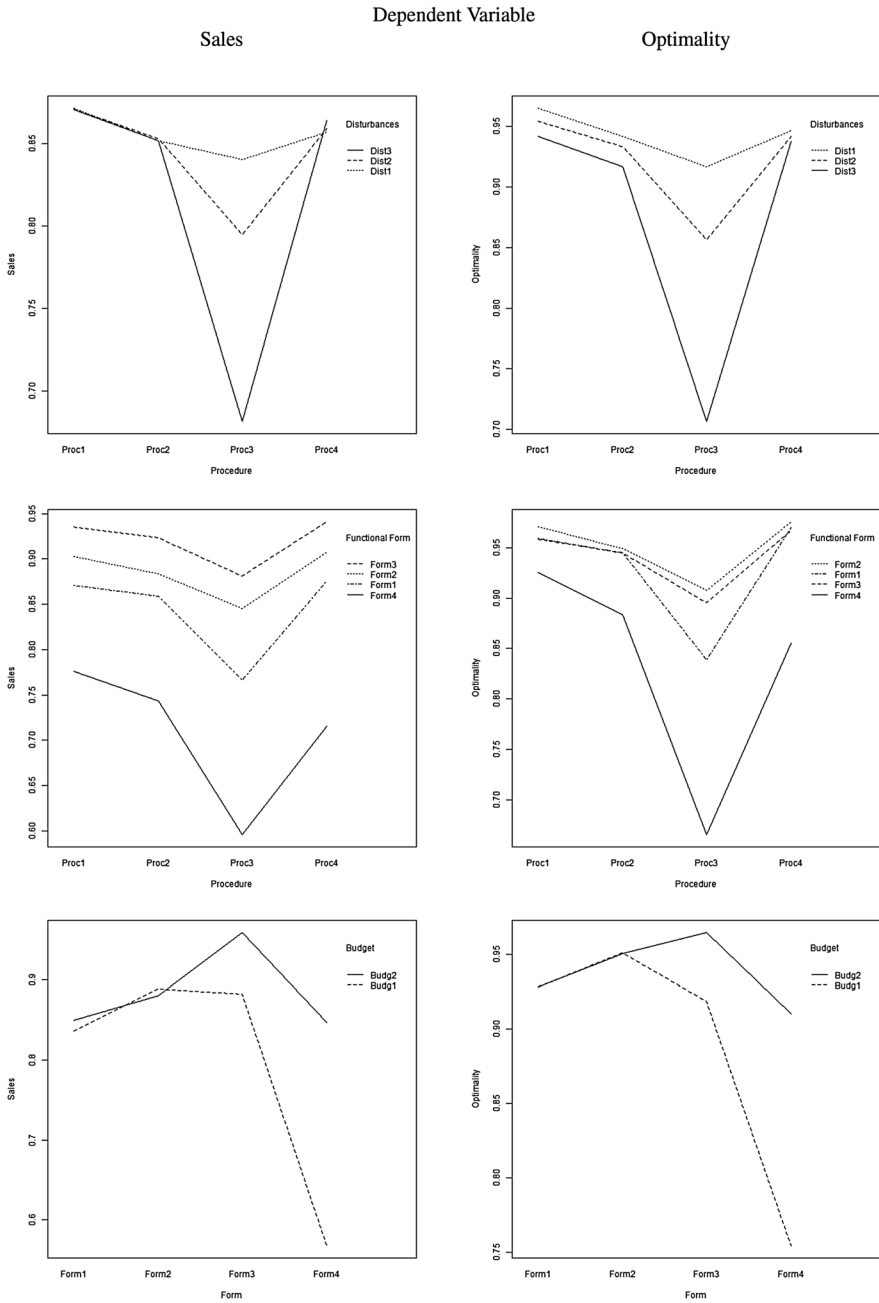 Dependent Variable
Sales
Optimality
Sales
0.85
0.80
0.75
0.70
Disturbances
Dist3
Dist2
Dist1
Proc1 Proc2 Proc3 Proc4
Procedure
Optimality
0.95
0.90
0.85
0.80
0.75
0.70
Disturbances
Dist1
Dist2
Dist3
Proc1 Proc2 Proc3 Proc4
Procedure
Sales
0.95
0.90
0.85
0.80
0.75
0.70
0.65
0.60
Functional Form
Form3
Form2
Form1
Form4
Proc1 Proc2 Proc3 Proc4
Procedure
Optimality
0.95
0.90
0.85
0.80
0.75
0.70
Functional Form
Form2
Form1
Form3
Form4
Proc1 Proc2 Proc3 Proc4
Procedure
Sales
0.9
0.8
0.7
0.6
Budget
Budg2
Budg1
Form1 Form2 Form3 Form4
Form
Optimality
0.95
0.90
0.85
0.80
0.75
Budget
Budg2
Budg1
Form1 Form2 Form3 Form4
Form